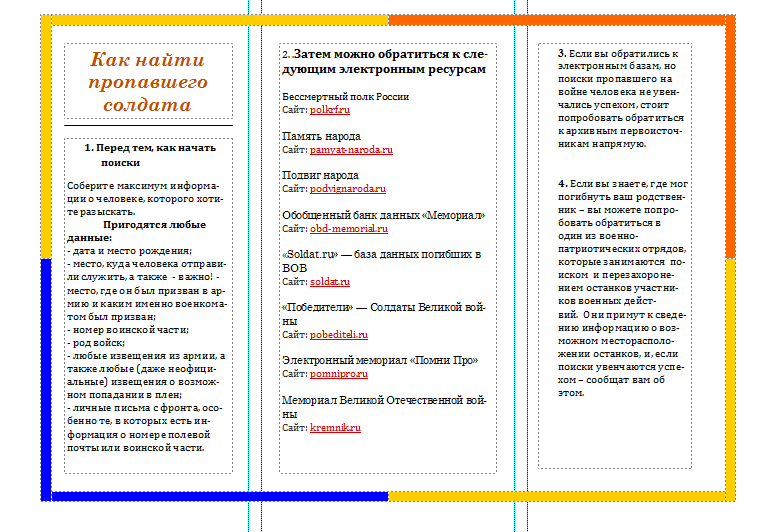 Как найти
пропавшего
солдата
1. Перед тем, как начать
поиски
Соберите максимум информа-
ции о человеке, которого хоти-
те разыскать.
Пригодятся любые
данные:
- дата и место рождения;
- место, куда человека отправи-
ли служить, а также - важно! -
место, где он был призван в ар-
мию и каким именно военкома-
том был призван;
- номер воинской части;
- род войск;
- любые извещения из армии, а
также любые (даже неофици-
альные) извещения о возмож-
ном попадании в плен;
- личные письма с фронта, осо-
бенно те, в которых есть ин-
формация о номере полевой
почты или воинской части.
2. Затем можно обратиться к сле-
дующим электронным ресурсам
Бессмертный полк России
Сайт: polkrf.ru
Память народа
Сайт: pamyat-naroda.ru
Подвиг народа
Сайт: podvignaroda.ru
Обобщенный банк данных «Мемориал»
Сайт: obd-memorial.ru
«Soldat.ru» — база данных погибших в
ВОВ
Сайт: soldat.ru
«Победители» — Солдаты Великой вой-
ны
Сайт: pobediteli.ru
Электронный мемориал «Помни Про»
Сайт: pomnipro.ru
Мемориал Великой Отечественной вой-
ны
Сайт: kremnik.ru
3. Если вы обратились к
электронным базам, но
поиски пропавшего на
войне человека не увен-
чались успехом, стоит
попробовать обратиться
к архивным первоисточ-
никам напрямую.
4. Если вы знаете, где мог
погибнуть ваш родствен-
ник – вы можете попро-
бовать обратиться в
один из военно-
патриотических отрядов,
которые занимаются по-
иском и перезахороне-
нием останков участни-
ков военных дейст-
вий. Они примут к сведе-
нию информацию о воз-
можном месторасполо-
жении останков, и, если
поиски увенчаются успе-
хом – сообщат вам об
этом.